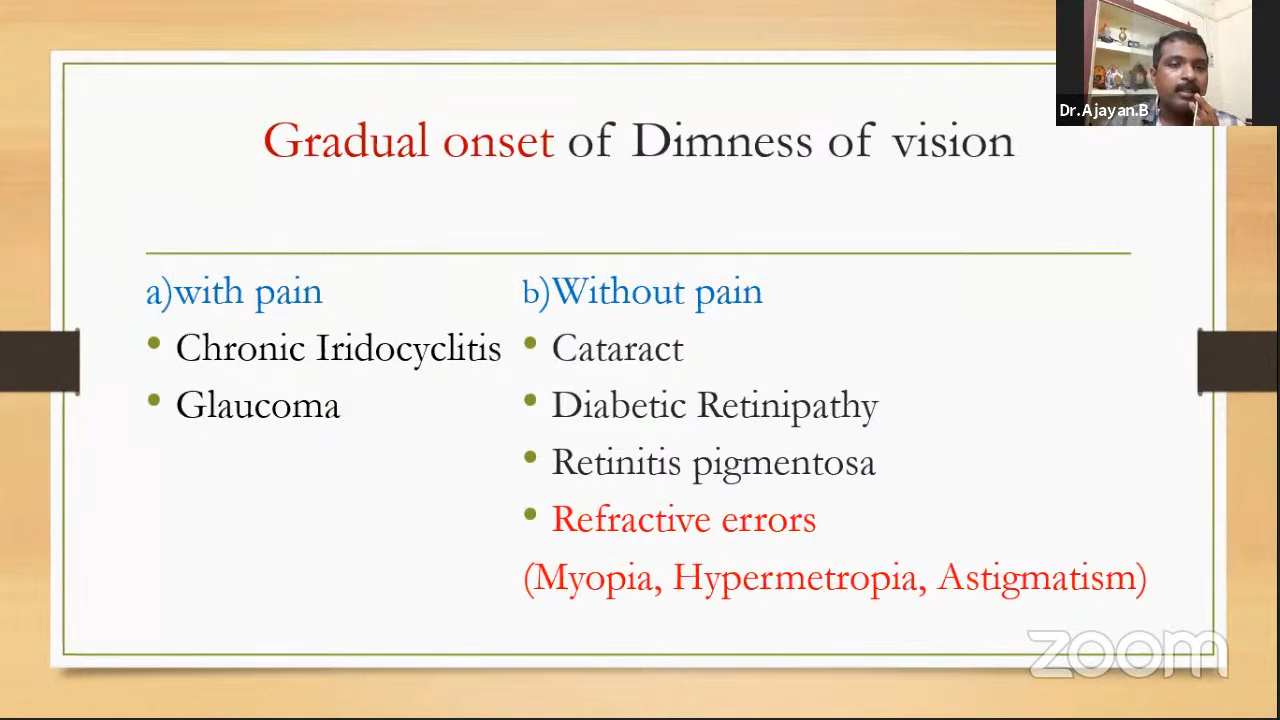 Dr.Ajayan.B
Gradual onset of Dimness of vision
a)with pain
• Chronic Iridocyclitis
• Glaucoma
b)Without pain
• Cataract
• Diabetic Retinipathy
• Retinitis pigmentosa
• Refractive errors
(Myopia, Hypermetropia, Astigmatism)
zoom